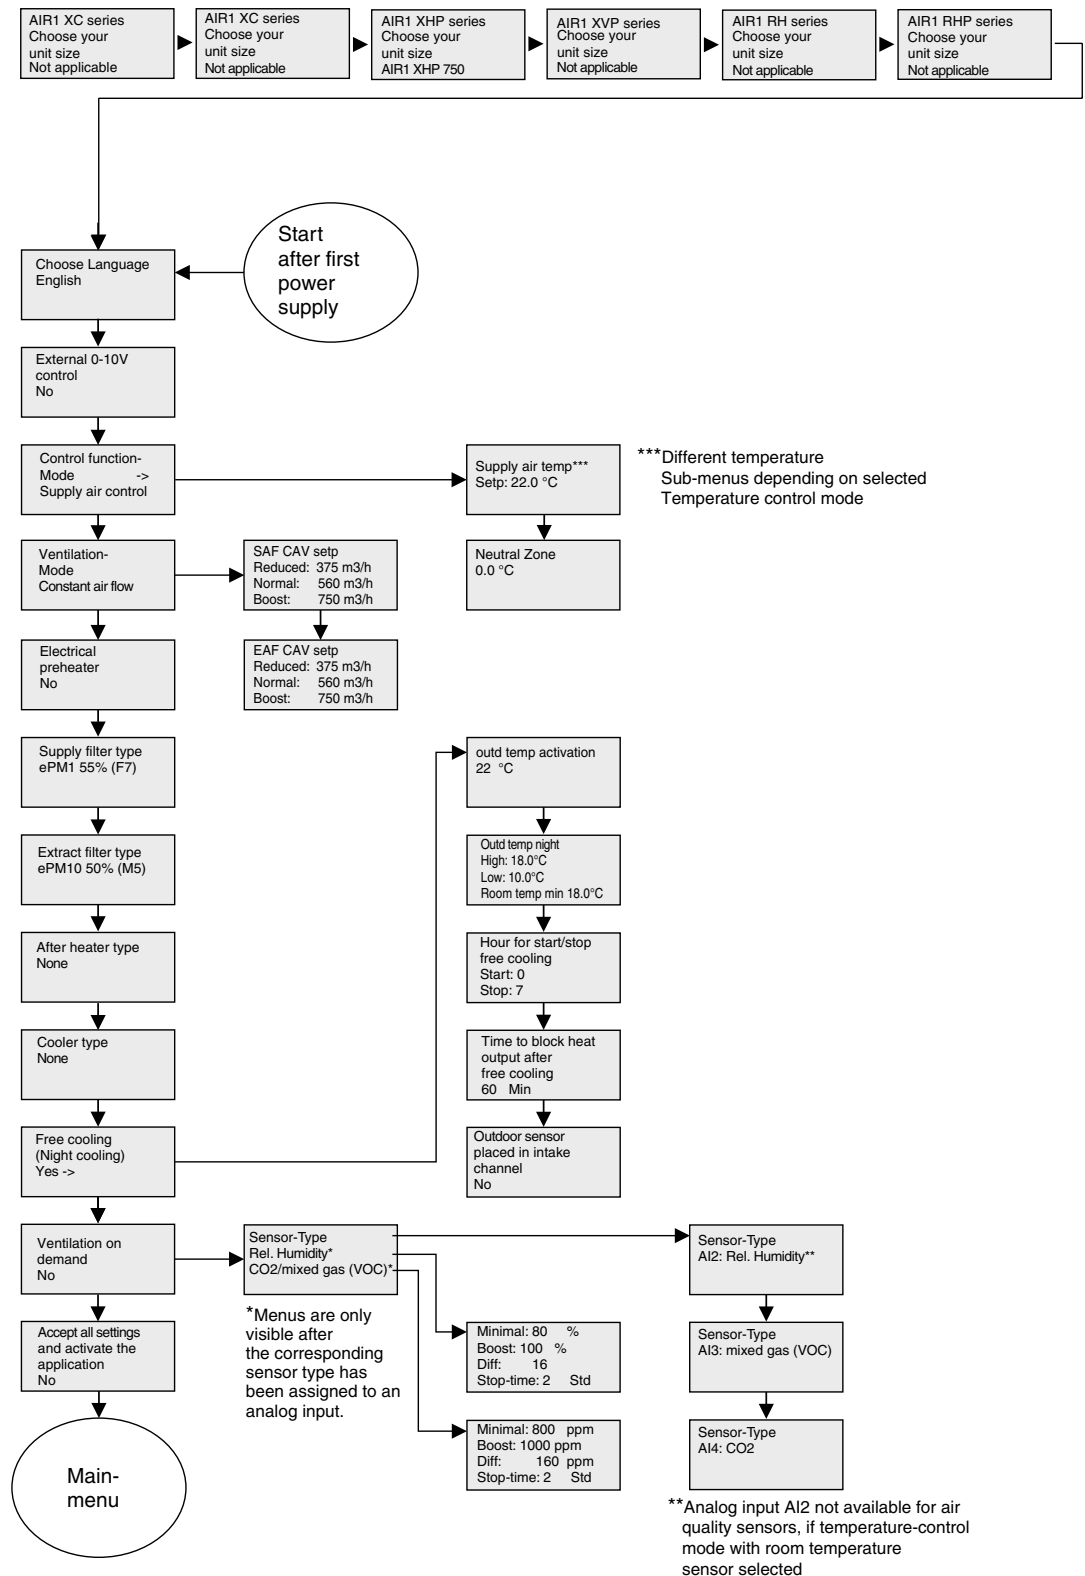 AIR1 XC series
Choose your
unit size
Not applicable
AIR1 XC series
Choose your
unit size
Not applicable
AIR1 XHP series
Choose your
unit size
AIR1 XHP 750
AIR1 XVP series
Choose your
unit size
Not applicable
AIR1 RH series
Choose your
unit size
Not applicable
AIR1 RHP series
Choose your
unit size
Not applicable
Start
after first
power
supply
Choose Language
English
External 0-10V
control
No
Control function-
Mode ->
Supply air control
Supply air temp***
Setp: 22.0 °C
***Different temperature
Sub-menus depending on selected
Temperature control mode
Neutral Zone
0.0 °C
Ventilation-
Mode
Constant air flow
SAF CAV setp
Reduced: 375 m3/h
Normal: 560 m3/h
Boost: 750 m3/h
EAF CAV setp
Reduced: 375 m3/h
Normal: 560 m3/h
Boost: 750 m3/h
Electrical
preheater
No
Supply filter type
ePM1 55% (F7)
Extract filter type
ePM10 50% (M5)
After heater type
None
Cooler type
None
Free cooling
(Night cooling)
Yes ->
outd temp activation
22 °C
Outd temp night
High: 18.0°C
Low: 10.0°C
Room temp min 18.0°C
Hour for start/stop
free cooling
Start: 0
Stop: 7
Time to block heat
output after
free cooling
60 Min
Outdoor sensor
placed in intake
channel
No
Ventilation on
demand
No
Sensor-Type
Rel. Humidity*
CO2/mixed gas (VOC)*
*Menus are only
visible after
the corresponding
sensor type has
been assigned to an
analog input.
Minimal: 80 %
Boost: 100 %
Diff: 16
Stop-time: 2 Std
Minimal: 800 ppm
Boost: 1000 ppm
Diff: 160 ppm
Stop-time: 2 Std
Sensor-Type
AI2: Rel. Humidity**
Sensor-Type
AI3: mixed gas (VOC)
Sensor-Type
AI4: CO2
**Analog input AI2 not available for air
quality sensors, if temperature-control
mode with room temperature
sensor selected
Accept all settings
and activate the
application
No
Main-
menu